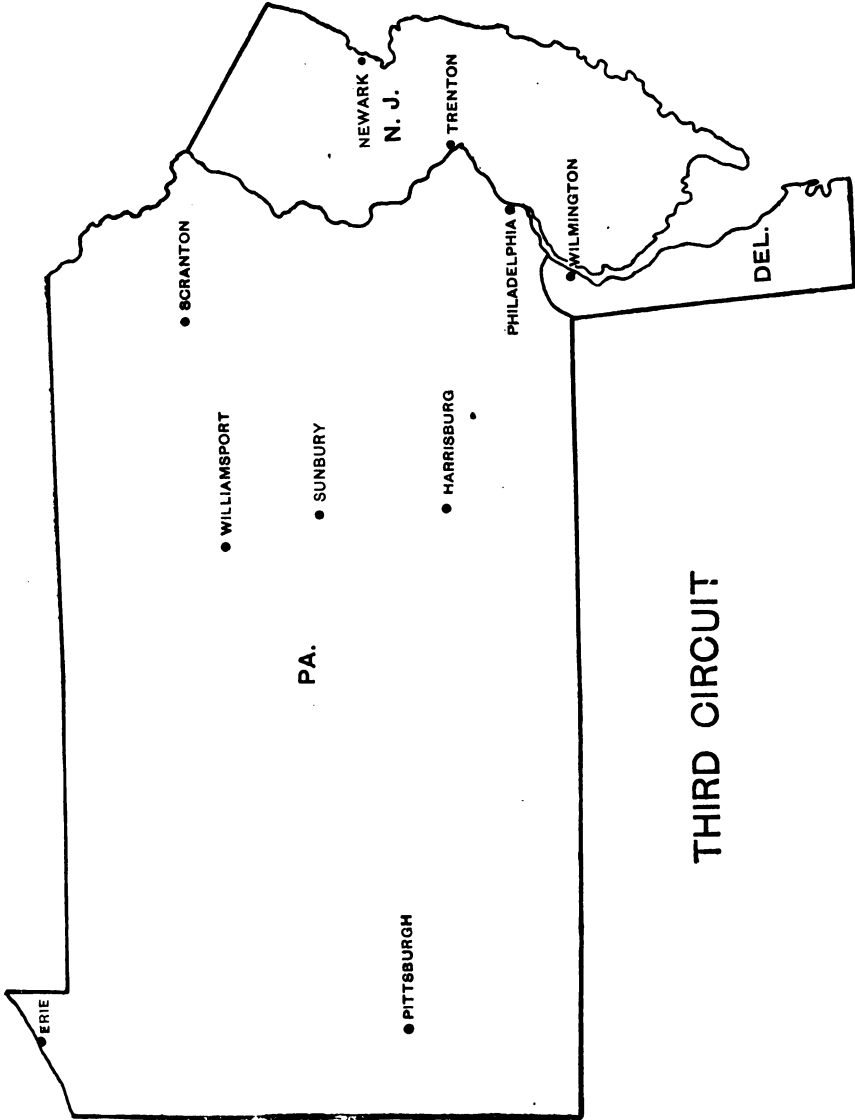 ERIE
SCRANTON
WILLIAMSPORT
NEWARK
N. J.
SUNBURY
PA.
TRENTON
HARRISBURG
PITTSBURGH
PHILADELPHIA
WILMINGTON
DEL.
THIRD CIRCUIT